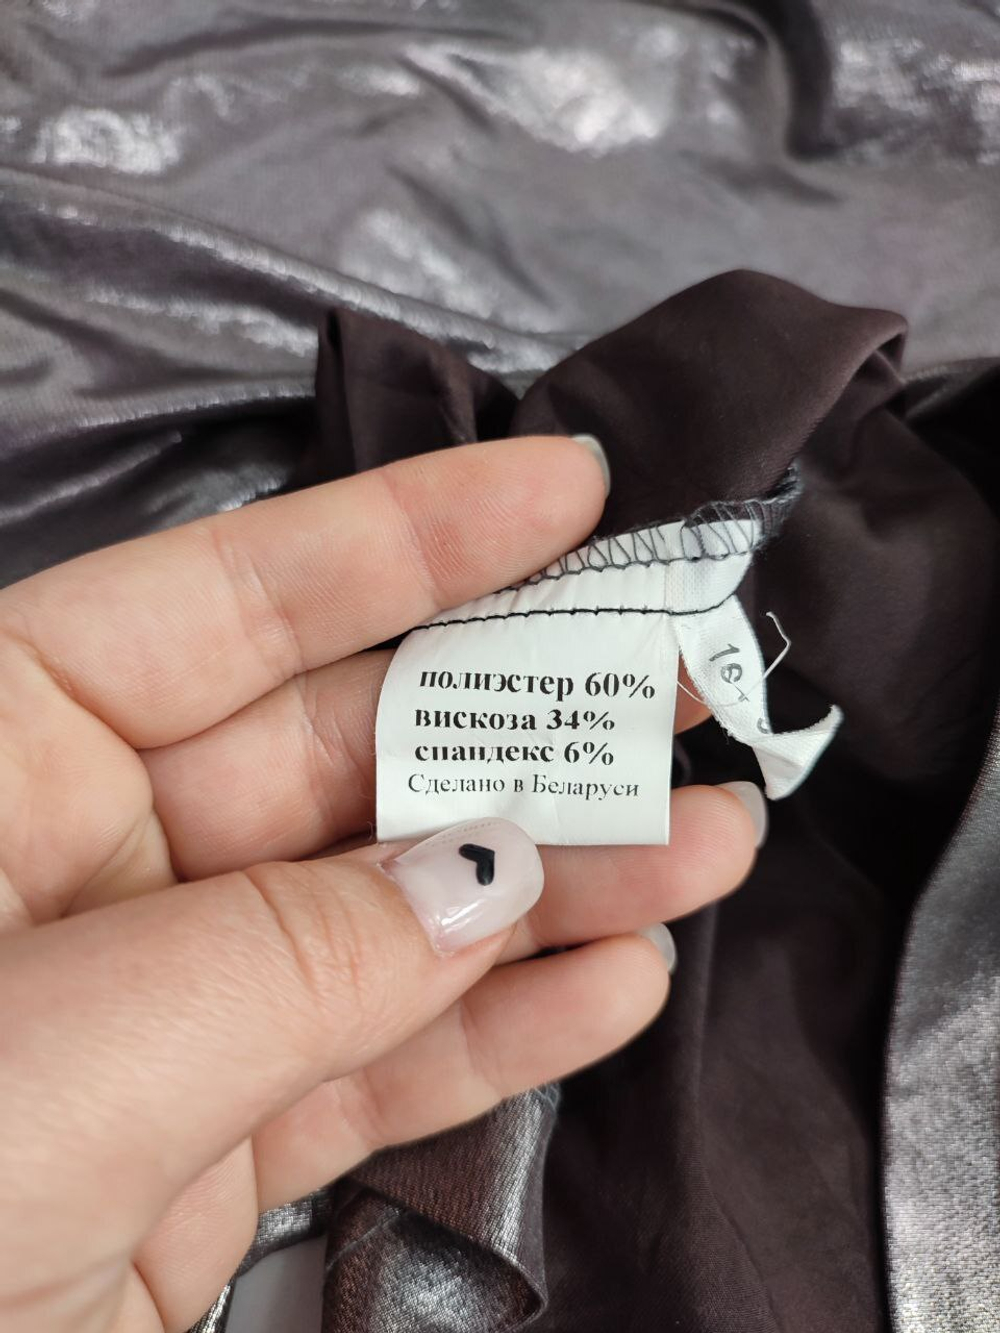 полиэстер 60%
вискоза 34%
спандекс 6%
Сделано в Беларуси